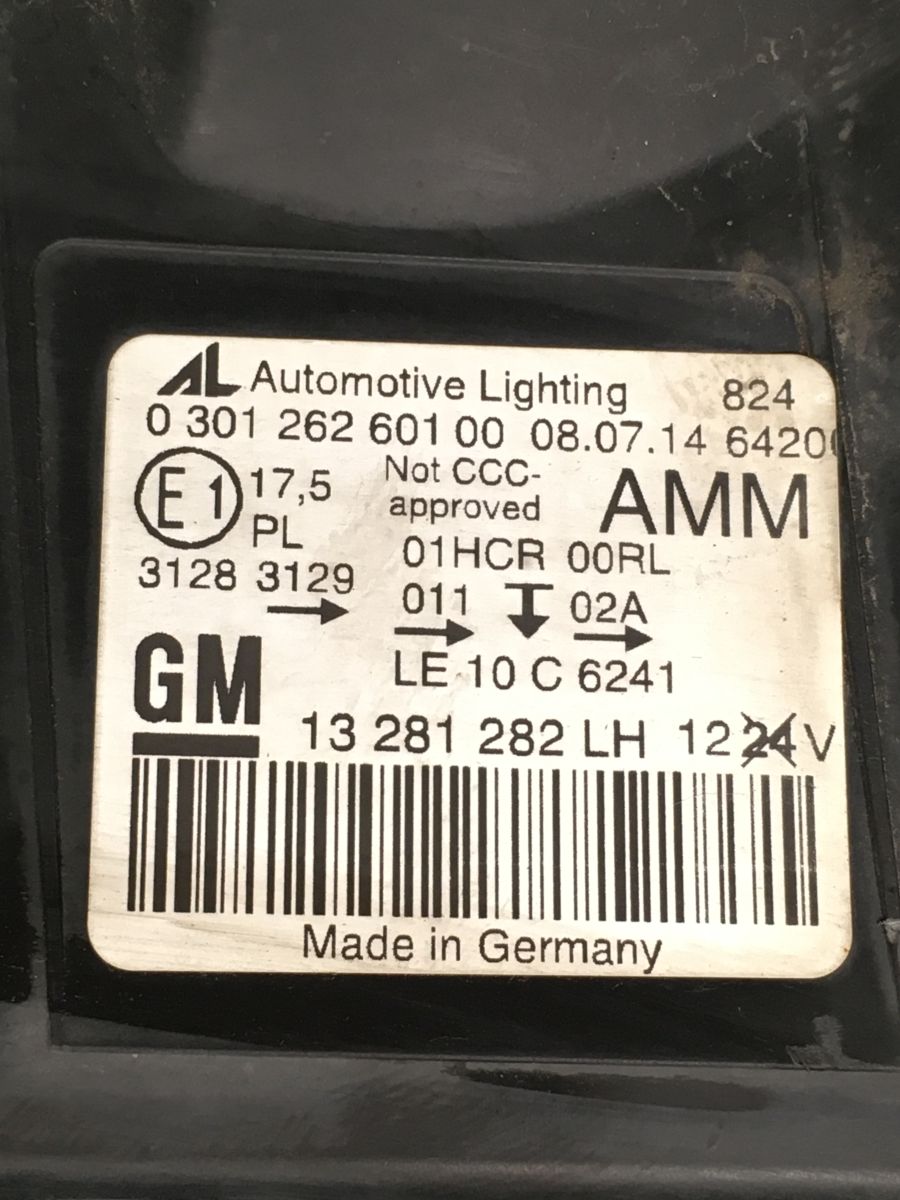 AL Automotive Lighting 824
0 301 262 601 00 08.07.14 6420
E1 17,5 Not CCC- AMM
PL approved
01HCR 00RL
3128 3129 011 02A
LE 10 C 6241
GM
13 281 282 LH 12 24 V
Made in Germany